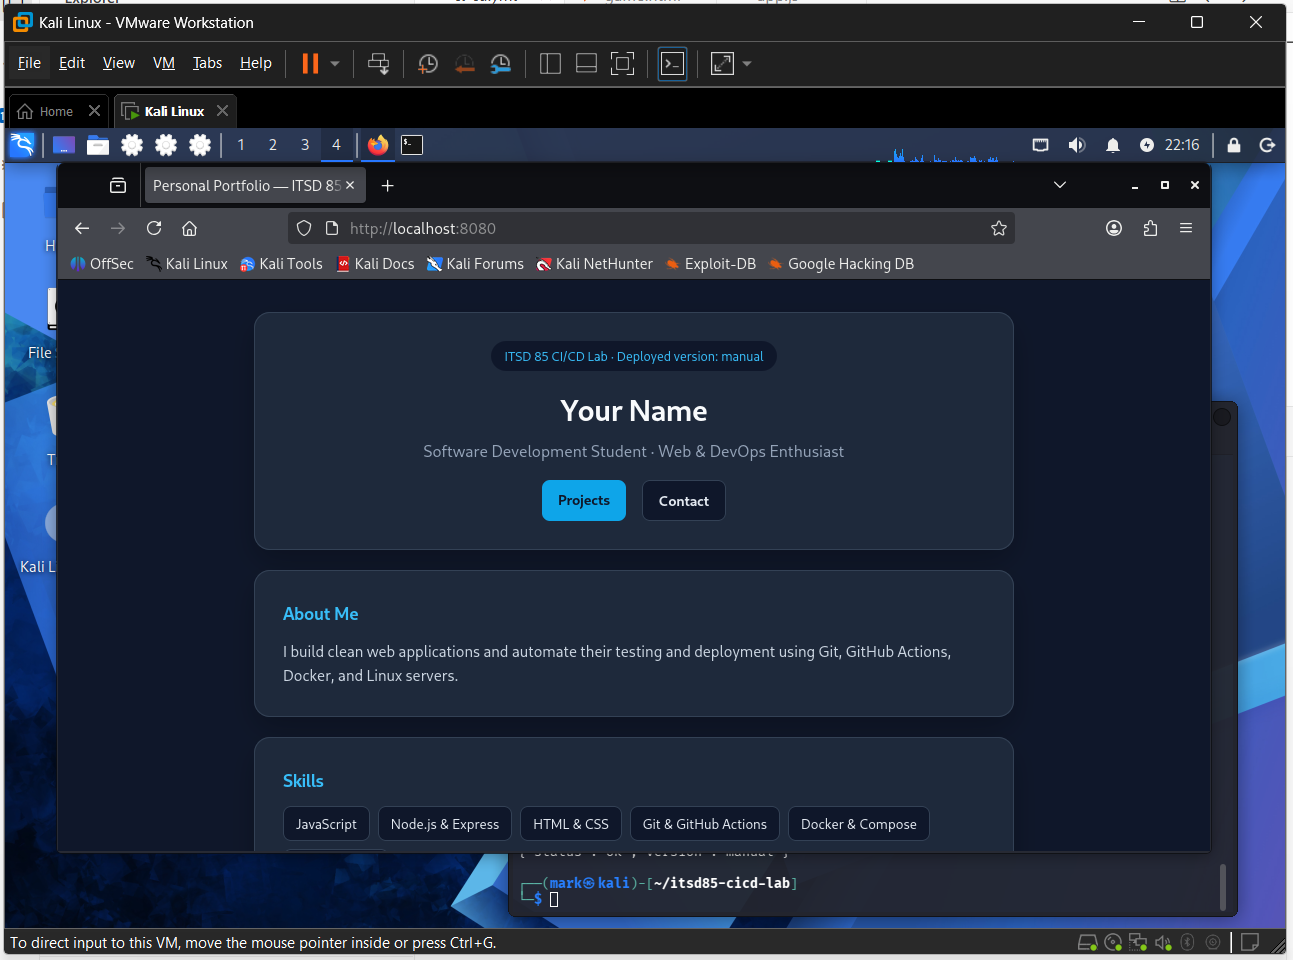 Explorer
Kali Linux - VMware Workstation
File Edit View VM Tabs Help
Home Kali Linux
1 2 3 4 22:16
Personal Portfolio — ITSD 85
http://localhost:8080
OffSec Kali Linux Kali Tools Kali Docs Kali Forums Kali NetHunter Exploit-DB Google Hacking DB
ITSD 85 CI/CD Lab · Deployed version: manual
Your Name
Software Development Student · Web & DevOps Enthusiast
Projects Contact
About Me
I build clean web applications and automate their testing and deployment using Git, GitHub Actions,
Docker, and Linux servers.
Skills
JavaScript Node.js & Express HTML & CSS Git & GitHub Actions Docker & Compose
File
Kali L
┌──(mark㉿kali)-[~/itsd85-cicd-lab]
└─$
To direct input to this VM, move the mouse pointer inside or press Ctrl+G.